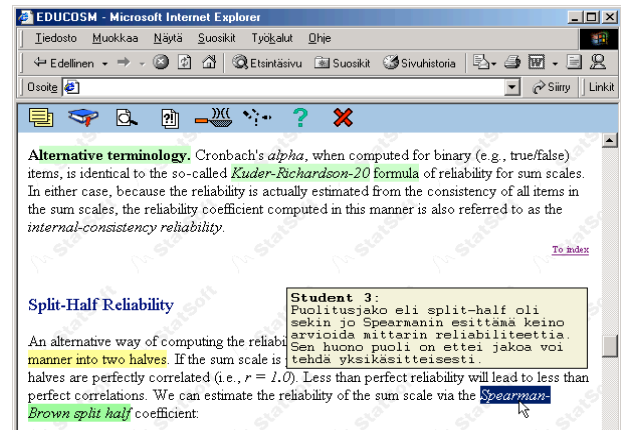 EDUCOSM - Microsoft Internet Explorer
Tiedosto Muokkaa Näytä Suosikit Työkalut Ohje
Edellinen Etsintäsivu Suosikit Sivuhistoria
Osoite Siirry Linkit
Alternative terminology. Cronbach's alpha, when computed for binary (e.g., true/false)
items, is identical to the so-called Kuder-Richardson-20 formula of reliability for sum scales.
In either case, because the reliability is actually estimated from the consistency of all items in
the sum scales, the reliability coefficient computed in this manner is also referred to as the
internal-consistency reliability.
To index
Split-Half Reliability
Student 3:
Puolitusjako eli split-half oli
sekin jo Spearmanin esittämä keino
arvioida mittarin reliabiliteettia.
Sen huono puoli on ettei jakoa voi
tehdä yksikäsitteisesti.
An alternative way of computing the reliabi
manner into two halves. If the sum scale is
halves are perfectly correlated (i.e., r = 1.0). Less than perfect reliability will lead to less than
perfect correlations. We can estimate the reliability of the sum scale via the Spearman-
Brown split half coefficient:
StatSoft